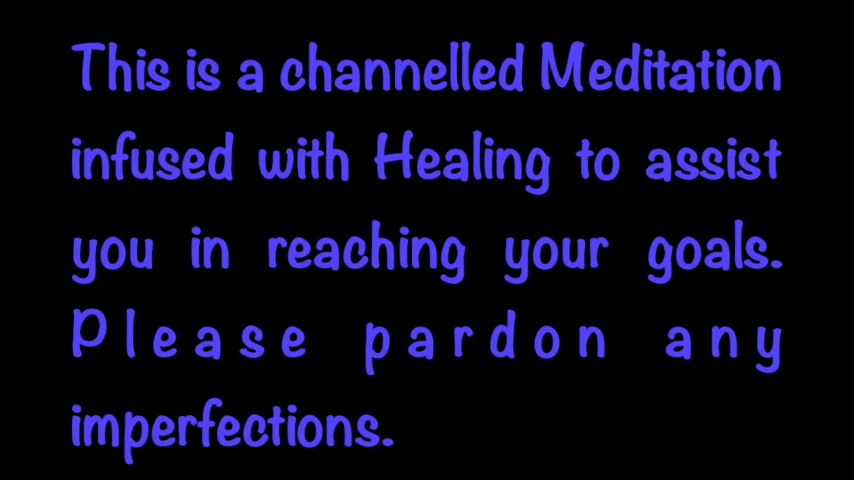 This is a channelled Meditation
infused with Healing to assist
you in reaching your goals.
Please pardon any
imperfections.